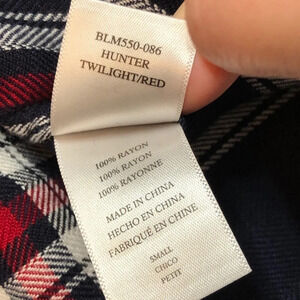 BLM550-086
HUNTER
TWILIGHT/RED
100% RAYON
100% RAYON
100% RAYONNE
MADE IN CHINA
HECHO EN CHINA
FABRIQUÉ EN CHINE
SMALL
CHICO
PETIT